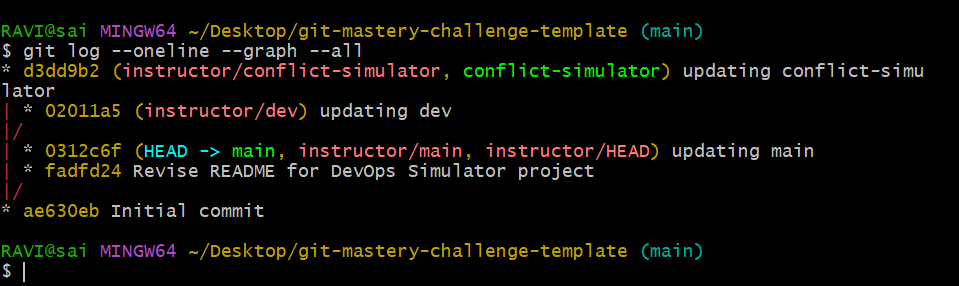 RAVI@sai MINGW64 ~/Desktop/git-mastery-challenge-template (main)
$ git log --oneline --graph --all
* d3dd9b2 (instructor/conflict-simulator, conflict-simulator) updating conflict-simu
lator
| * 02011a5 (instructor/dev) updating dev
|/
| * 0312c6f (HEAD -> main, instructor/main, instructor/HEAD) updating main
| * fadfd24 Revise README for DevOps Simulator project
|/
* ae630eb Initial commit
RAVI@sai MINGW64 ~/Desktop/git-mastery-challenge-template (main)
$